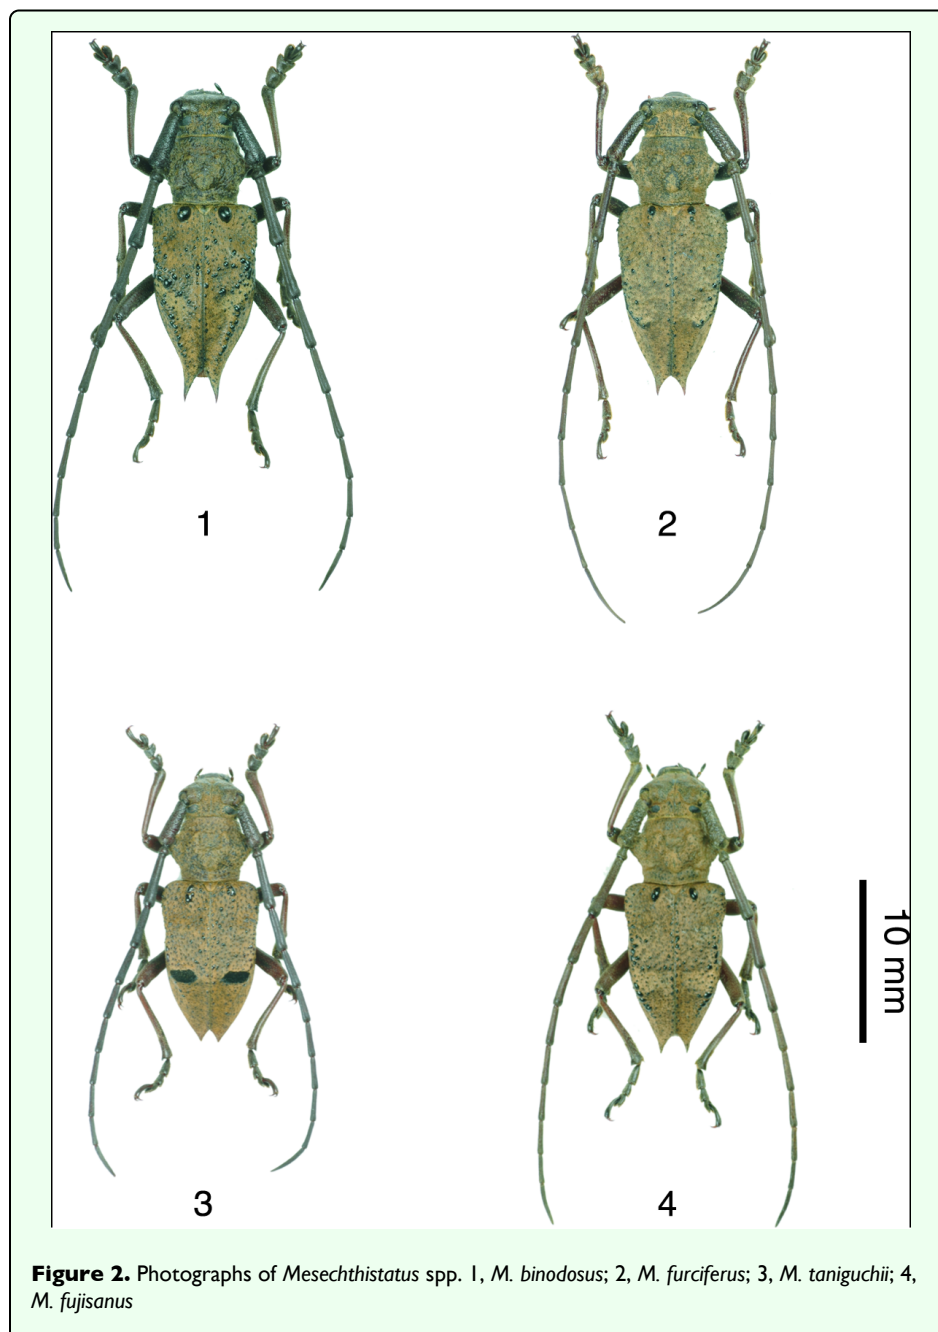 1
2
10 mm
3
4
Figure 2. Photographs of Mesechthistatus spp. 1, M. binodosus; 2, M. furciferus; 3, M. taniguchii; 4,
M. fujisanus